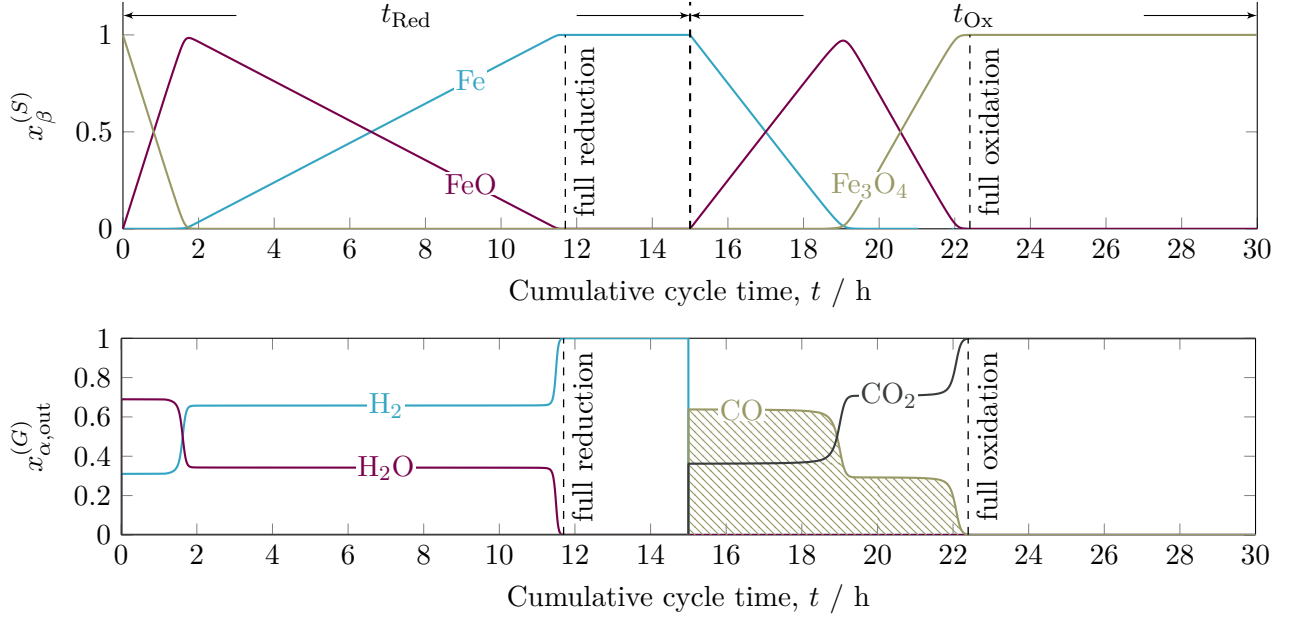 t_Red t_Ox
1
0.5
0
x_β^(S)
Fe
FeO
Fe₃O₄
full reduction
full oxidation
0 2 4 6 8 10 12 14 16 18 20 22 24 26 28 30
Cumulative cycle time, t / h
1
0.8
0.6
0.4
0.2
0
x_α,out^(G)
H₂
H₂O
CO
CO₂
full reduction
full oxidation
0 2 4 6 8 10 12 14 16 18 20 22 24 26 28 30
Cumulative cycle time, t / h